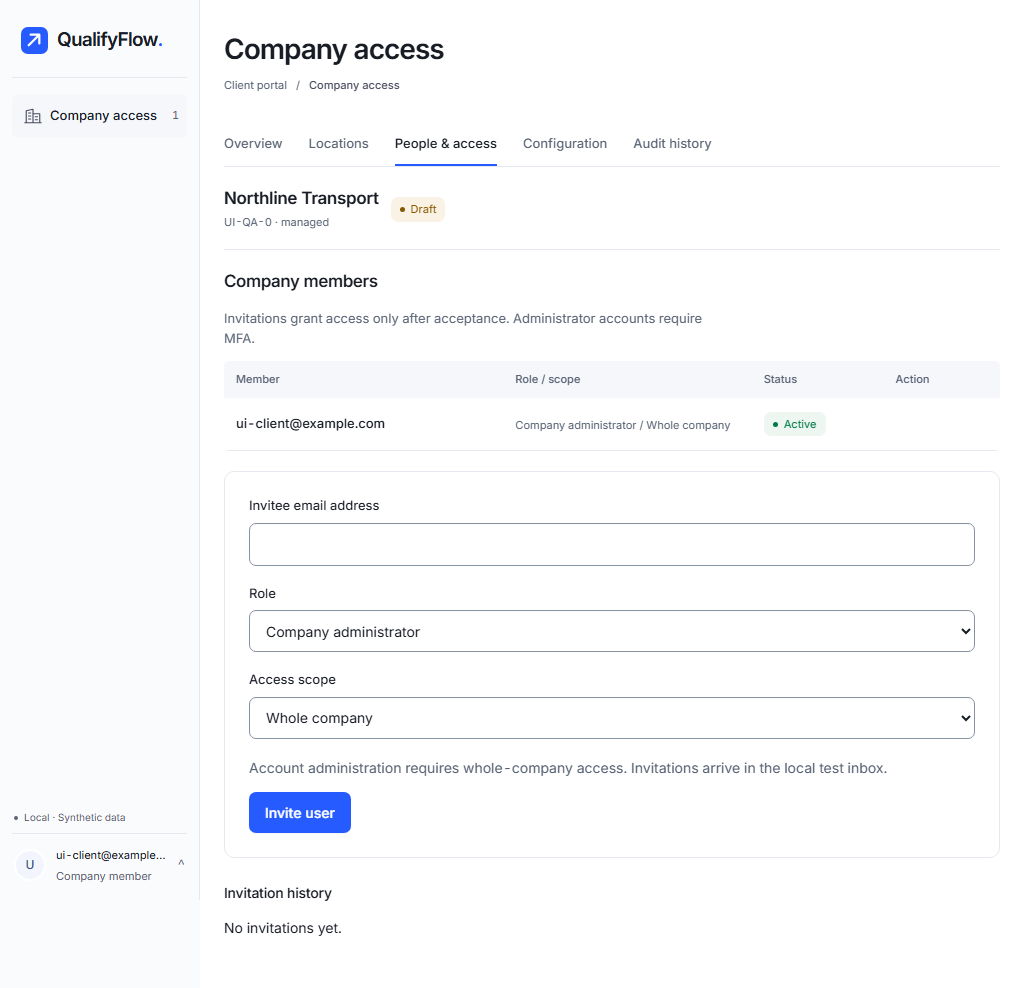 QualifyFlow.
Company access 1
Local · Synthetic data
U
ui-client@example...
Company member
^
Company access
Client portal / Company access
Overview Locations People & access Configuration Audit history
Northline Transport
UI-QA-0 · managed
Draft
Company members
Invitations grant access only after acceptance. Administrator accounts require
MFA.
Member Role / scope Status Action
ui-client@example.com Company administrator / Whole company Active
Invitee email address
Role
Company administrator
Access scope
Whole company
Account administration requires whole-company access. Invitations arrive in the local test inbox.
Invite user
Invitation history
No invitations yet.